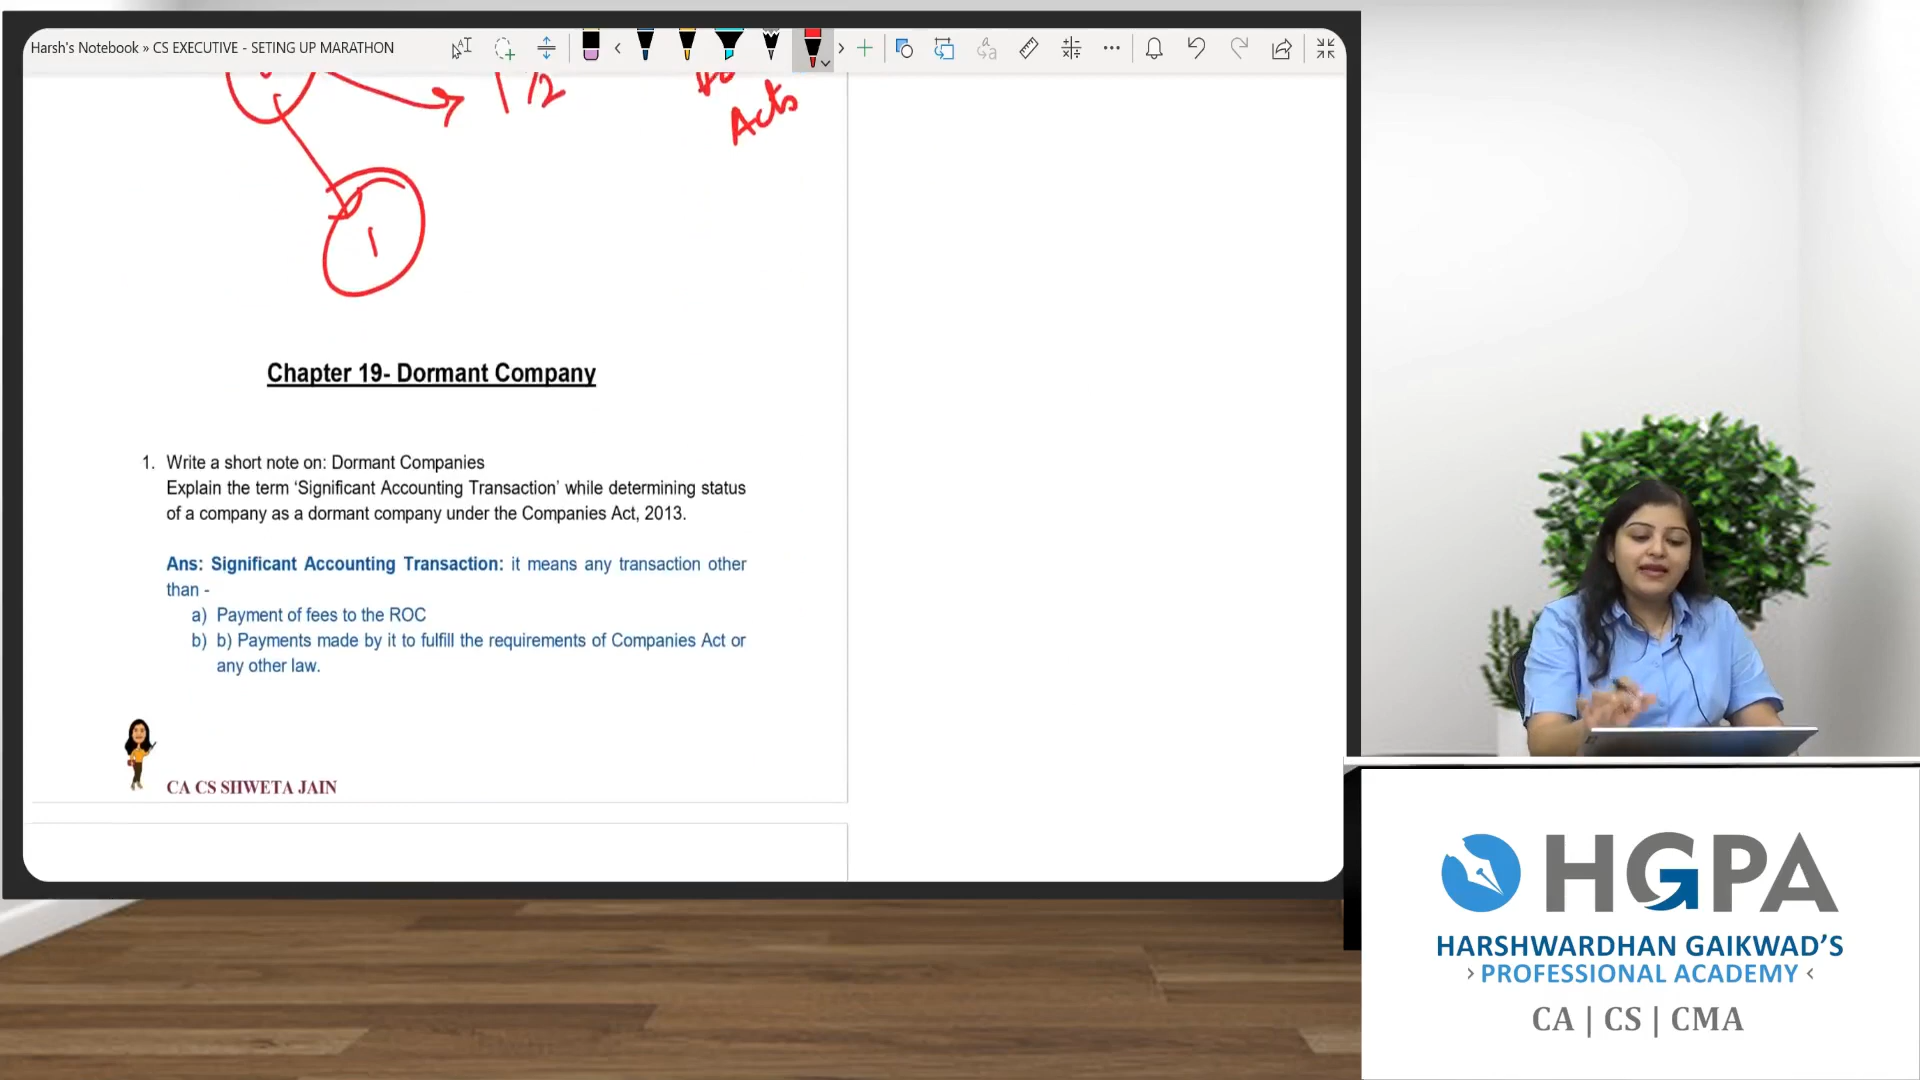 Harsh's Notebook » CS EXECUTIVE - SETING UP MARATHON
1 1/2
Acts
1
Chapter 19- Dormant Company
1. Write a short note on: Dormant Companies
Explain the term ‘Significant Accounting Transaction’ while determining status
of a company as a dormant company under the Companies Act, 2013.
Ans: Significant Accounting Transaction: it means any transaction other
than -
a) Payment of fees to the ROC
b) b) Payments made by it to fulfill the requirements of Companies Act or
any other law.
CA CS SHWETA JAIN
HGPA
HARSHWARDHAN GAIKWAD’S
› PROFESSIONAL ACADEMY ‹
CA | CS | CMA